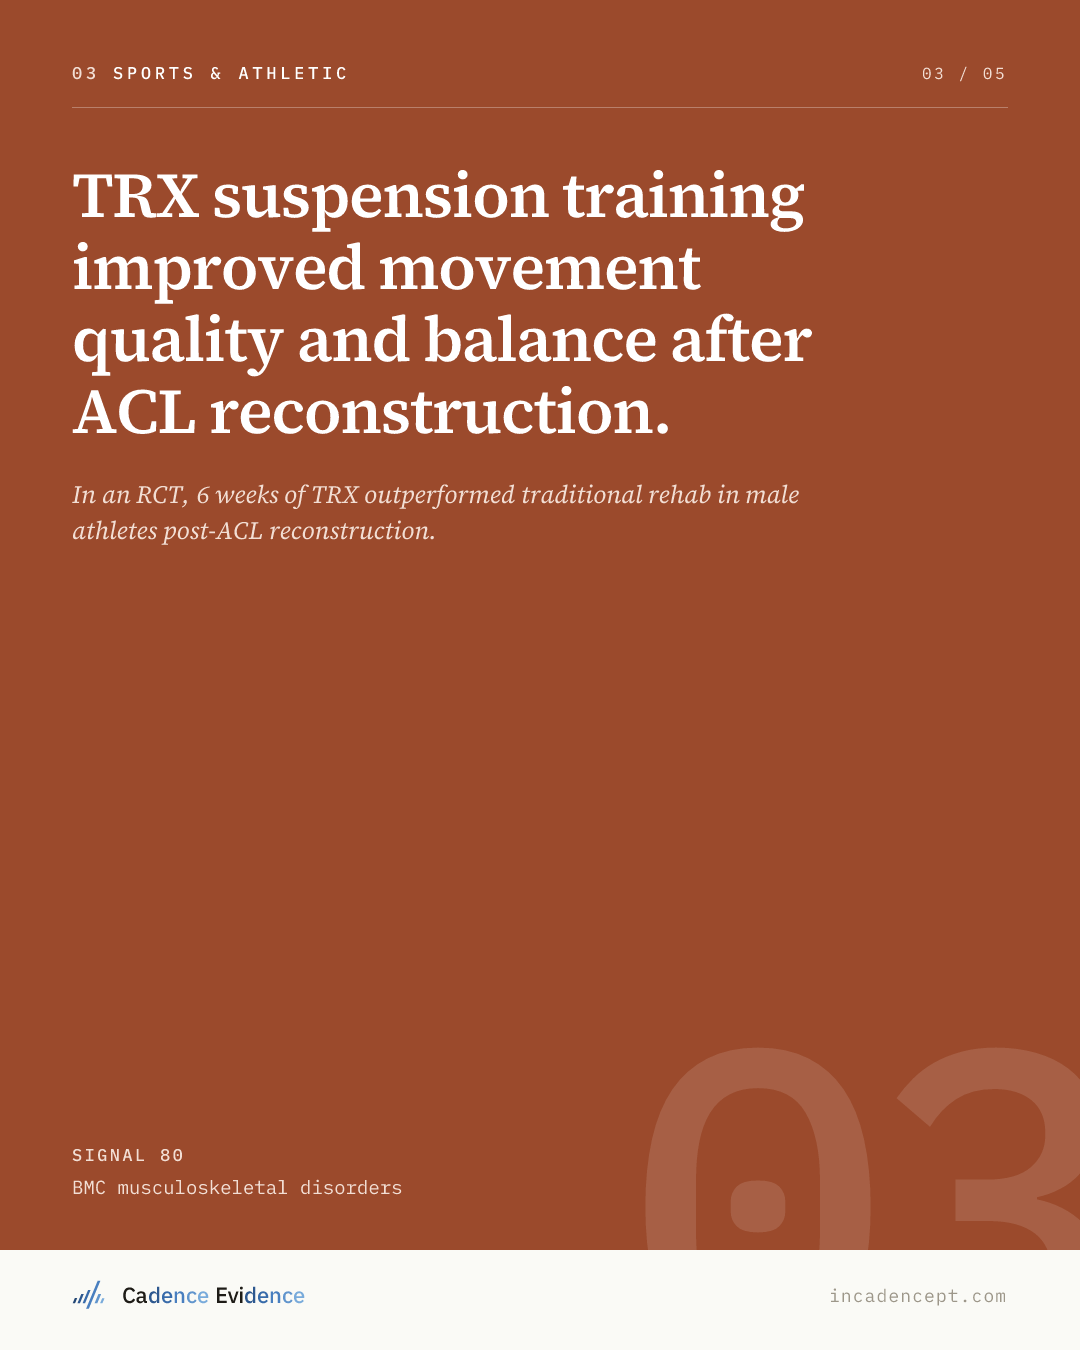 03 SPORTS & ATHLETIC
03 / 05
TRX suspension training
improved movement
quality and balance after
ACL reconstruction.
In an RCT, 6 weeks of TRX outperformed traditional rehab in male
athletes post-ACL reconstruction.
03
SIGNAL 80
BMC musculoskeletal disorders
Cadence Evidence
incadencept.com